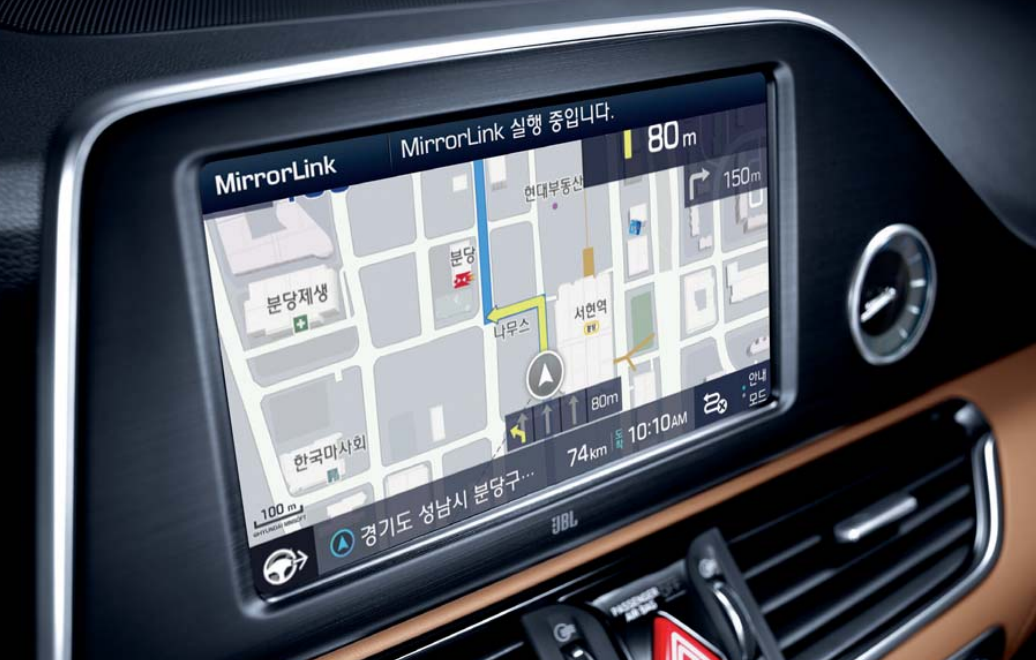 MirrorLink
MirrorLink 실행 중입니다.
80m
150m
현대부동산
분당
분당제생
서현역
나무스
80m
한국마사회
74km 도착 10:10AM
안내
모드
100 m
경기도 성남시 분당구...
JBL
PASSENGER
AIR BAG